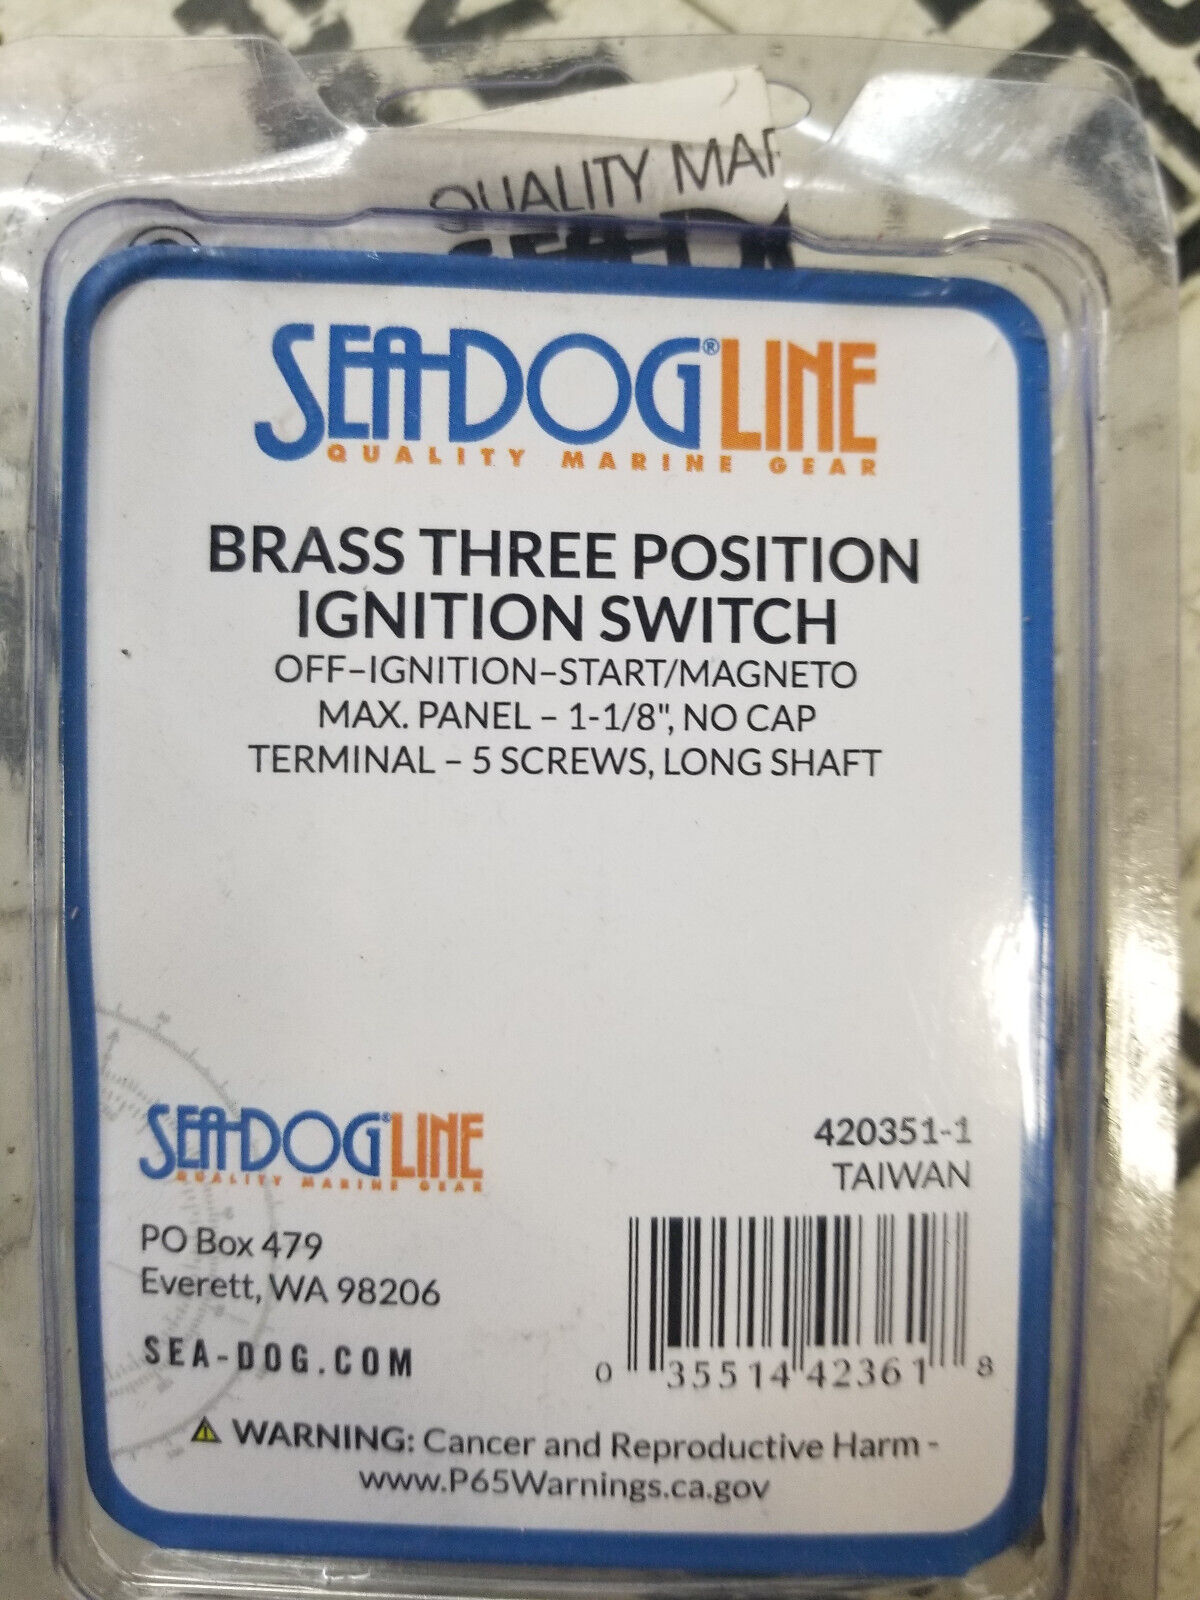 QUALITY MAR
SEA-DOG
SEA-DOG® LINE
QUALITY MARINE GEAR
BRASS THREE POSITION
IGNITION SWITCH
OFF–IGNITION–START/MAGNETO
MAX. PANEL – 1-1/8", NO CAP
TERMINAL – 5 SCREWS, LONG SHAFT
SEA-DOG® LINE
QUALITY MARINE GEAR
420351-1
TAIWAN
PO Box 479
Everett, WA 98206
SEA-DOG.COM
0 35514 42361 8
WARNING: Cancer and Reproductive Harm -
www.P65Warnings.ca.gov